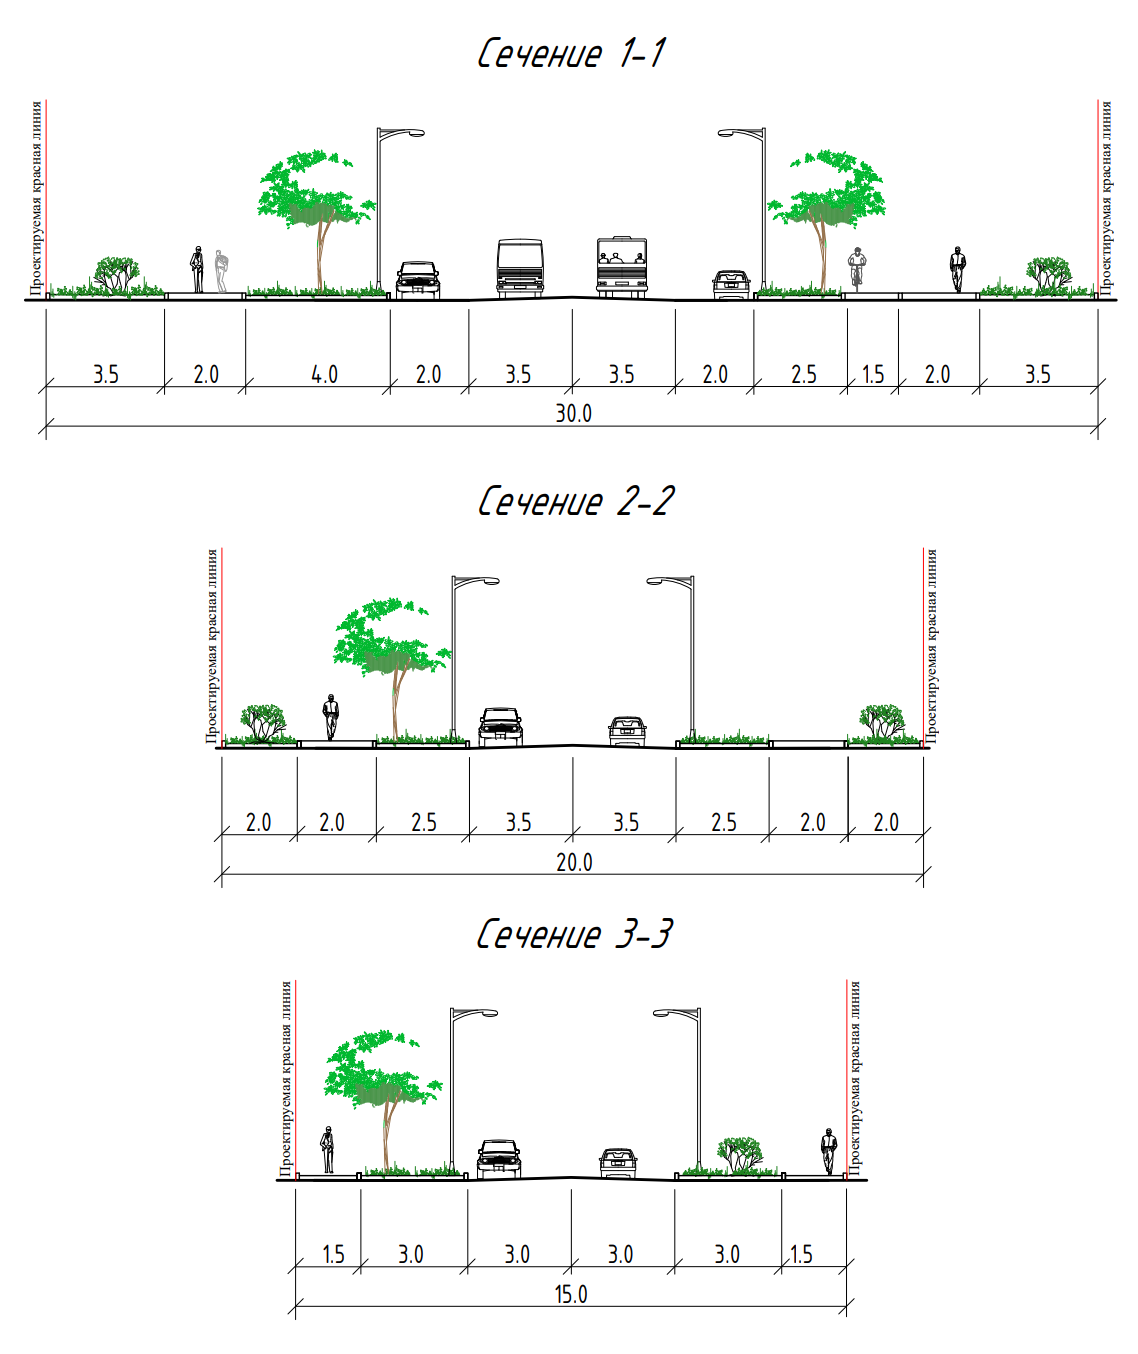 Сечение 1-1
Проектируемая красная линия
Проектируемая красная линия
3.5 2.0 4.0 2.0 3.5 3.5 2.0 2.5 1.5 2.0 3.5
30.0
Сечение 2-2
Проектируемая красная линия
Проектируемая красная линия
2.0 2.0 2.5 3.5 3.5 2.5 2.0 2.0
20.0
Сечение 3-3
Проектируемая красная линия
Проектируемая красная линия
1.5 3.0 3.0 3.0 3.0 1.5
15.0